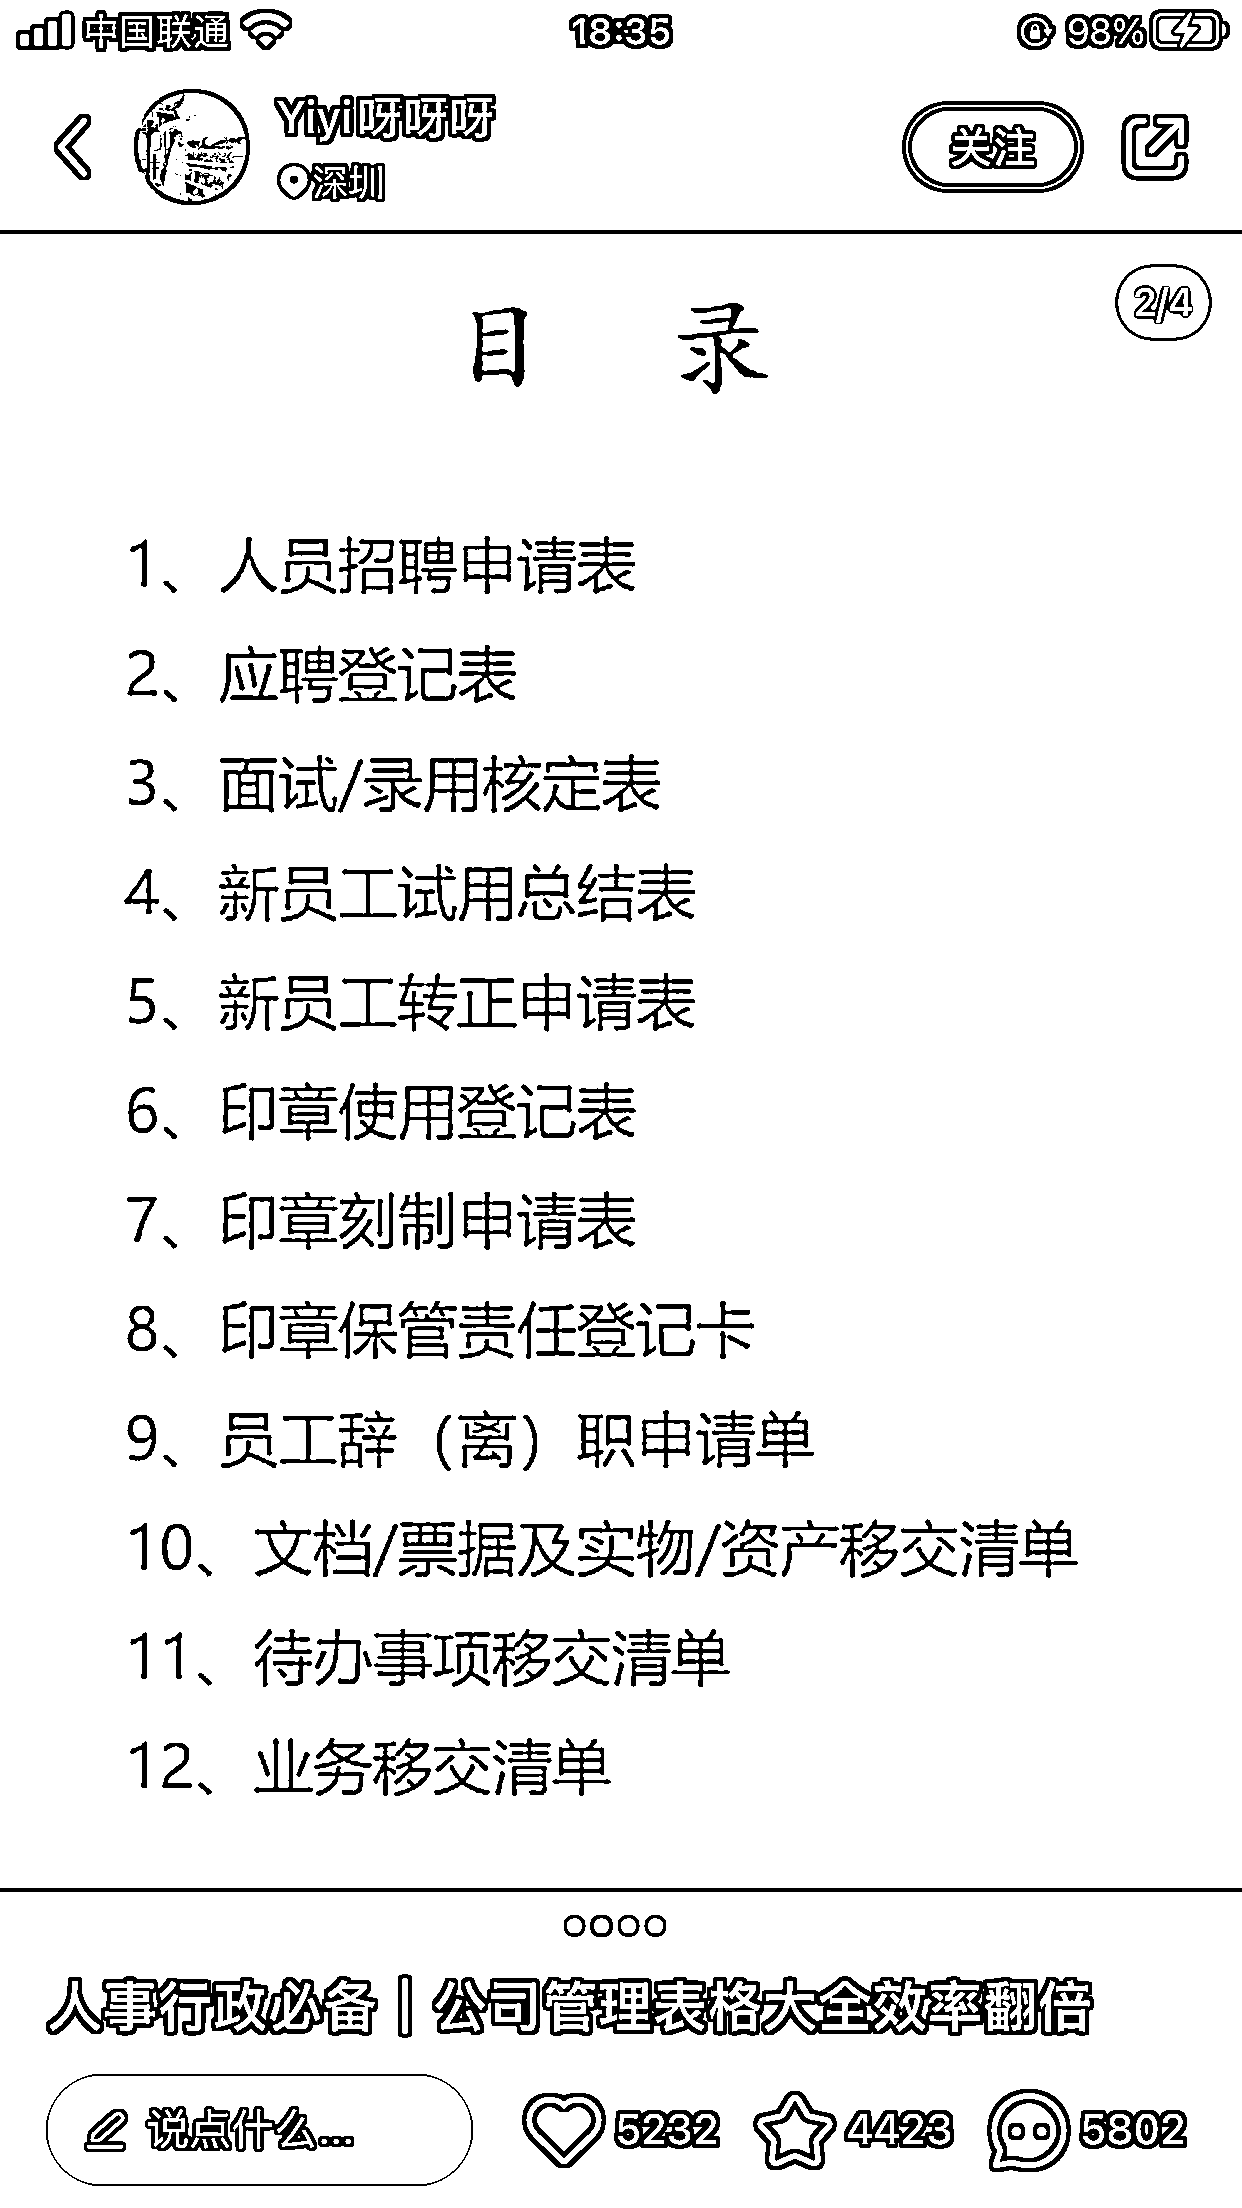 中国联通 18:35 98%
Yiyi呀呀呀
深圳
关注
2/4
目 录
1、人员招聘申请表
2、应聘登记表
3、面试/录用核定表
4、新员工试用总结表
5、新员工转正申请表
6、印章使用登记表
7、印章刻制申请表
8、印章保管责任登记卡
9、员工辞（离）职申请单
10、文档/票据及实物/资产移交清单
11、待办事项移交清单
12、业务移交清单
人事行政必备｜公司管理表格大全效率翻倍
说点什么... 5232 4423 5802